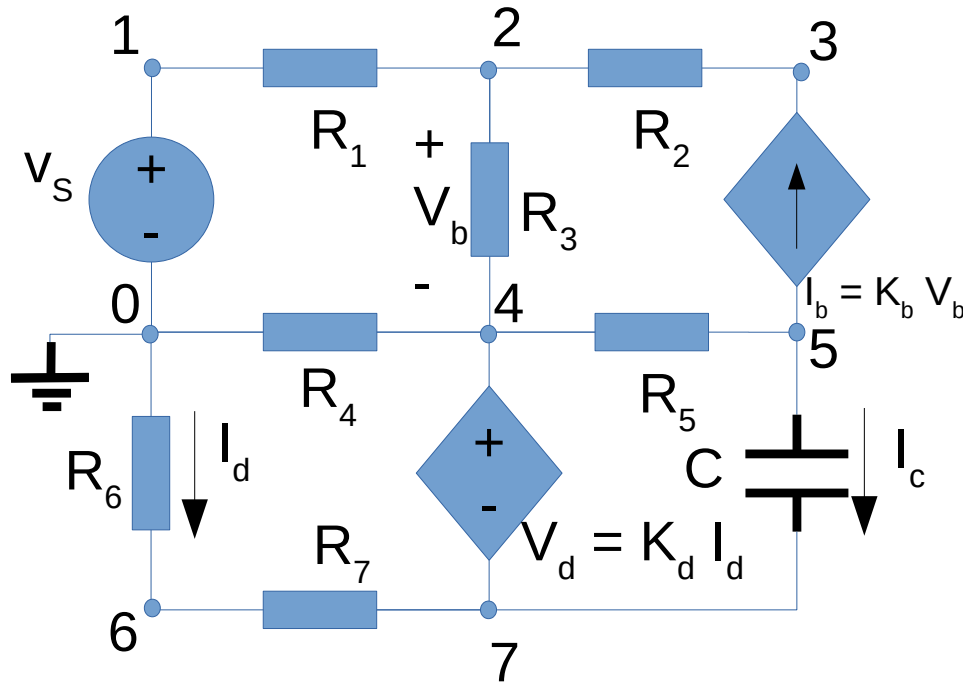 1
2
3
R1
R2
vS
+
-
+
Vb
-
R3
Ib = Kb Vb
0
4
5
R4
R5
R6
Id
+
-
C
Ic
Vd = Kd Id
R7
6
7